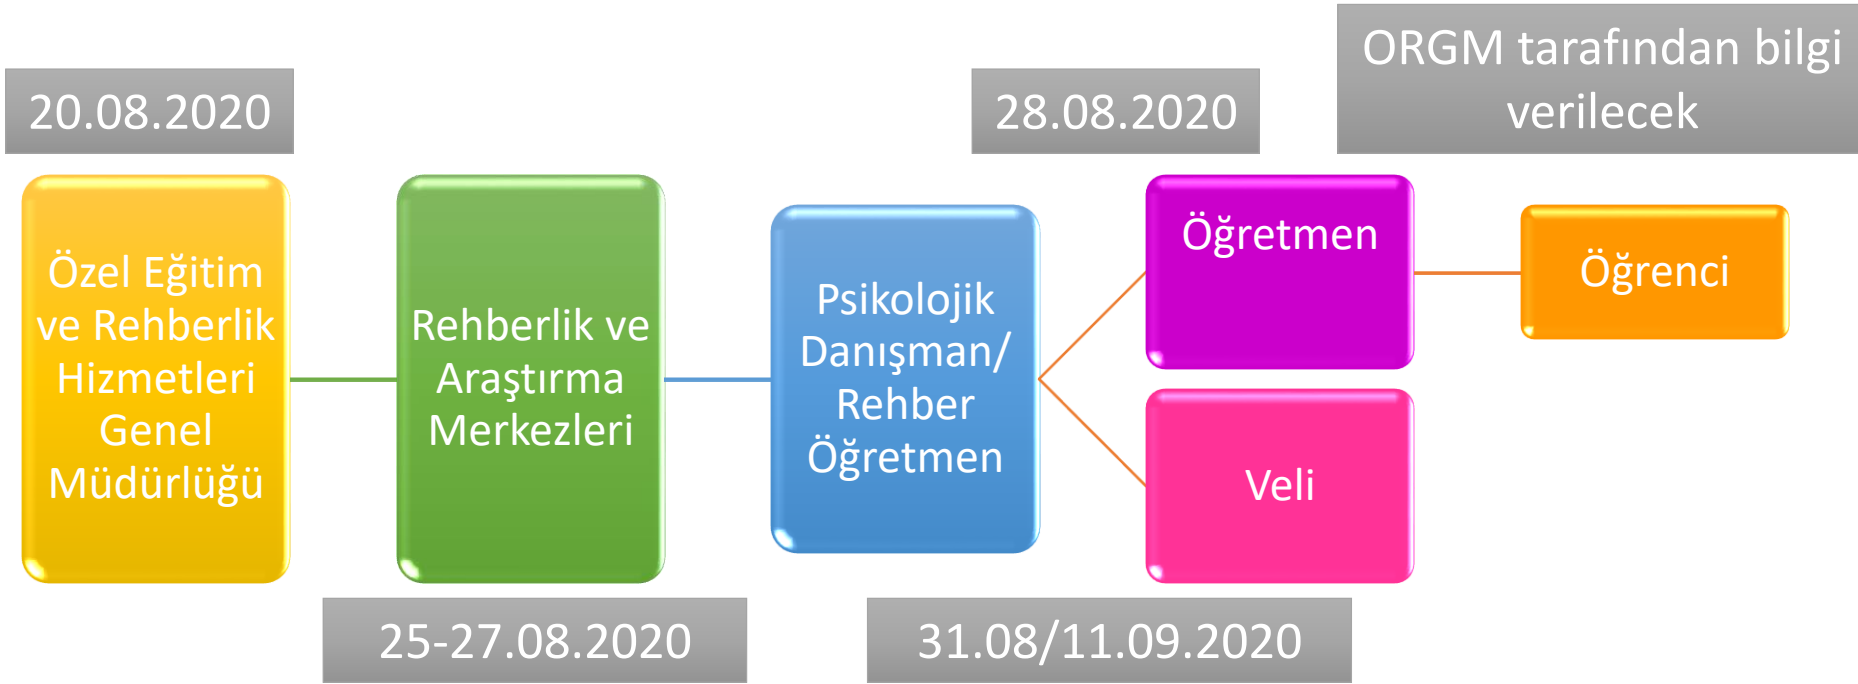 ORGM tarafından bilgi
verilecek
20.08.2020
28.08.2020
Özel Eğitim
ve Rehberlik
Hizmetleri
Genel
Müdürlüğü
Rehberlik ve
Araştırma
Merkezleri
Psikolojik
Danışman/
Rehber
Öğretmen
Öğretmen
Öğrenci
Veli
25-27.08.2020
31.08/11.09.2020